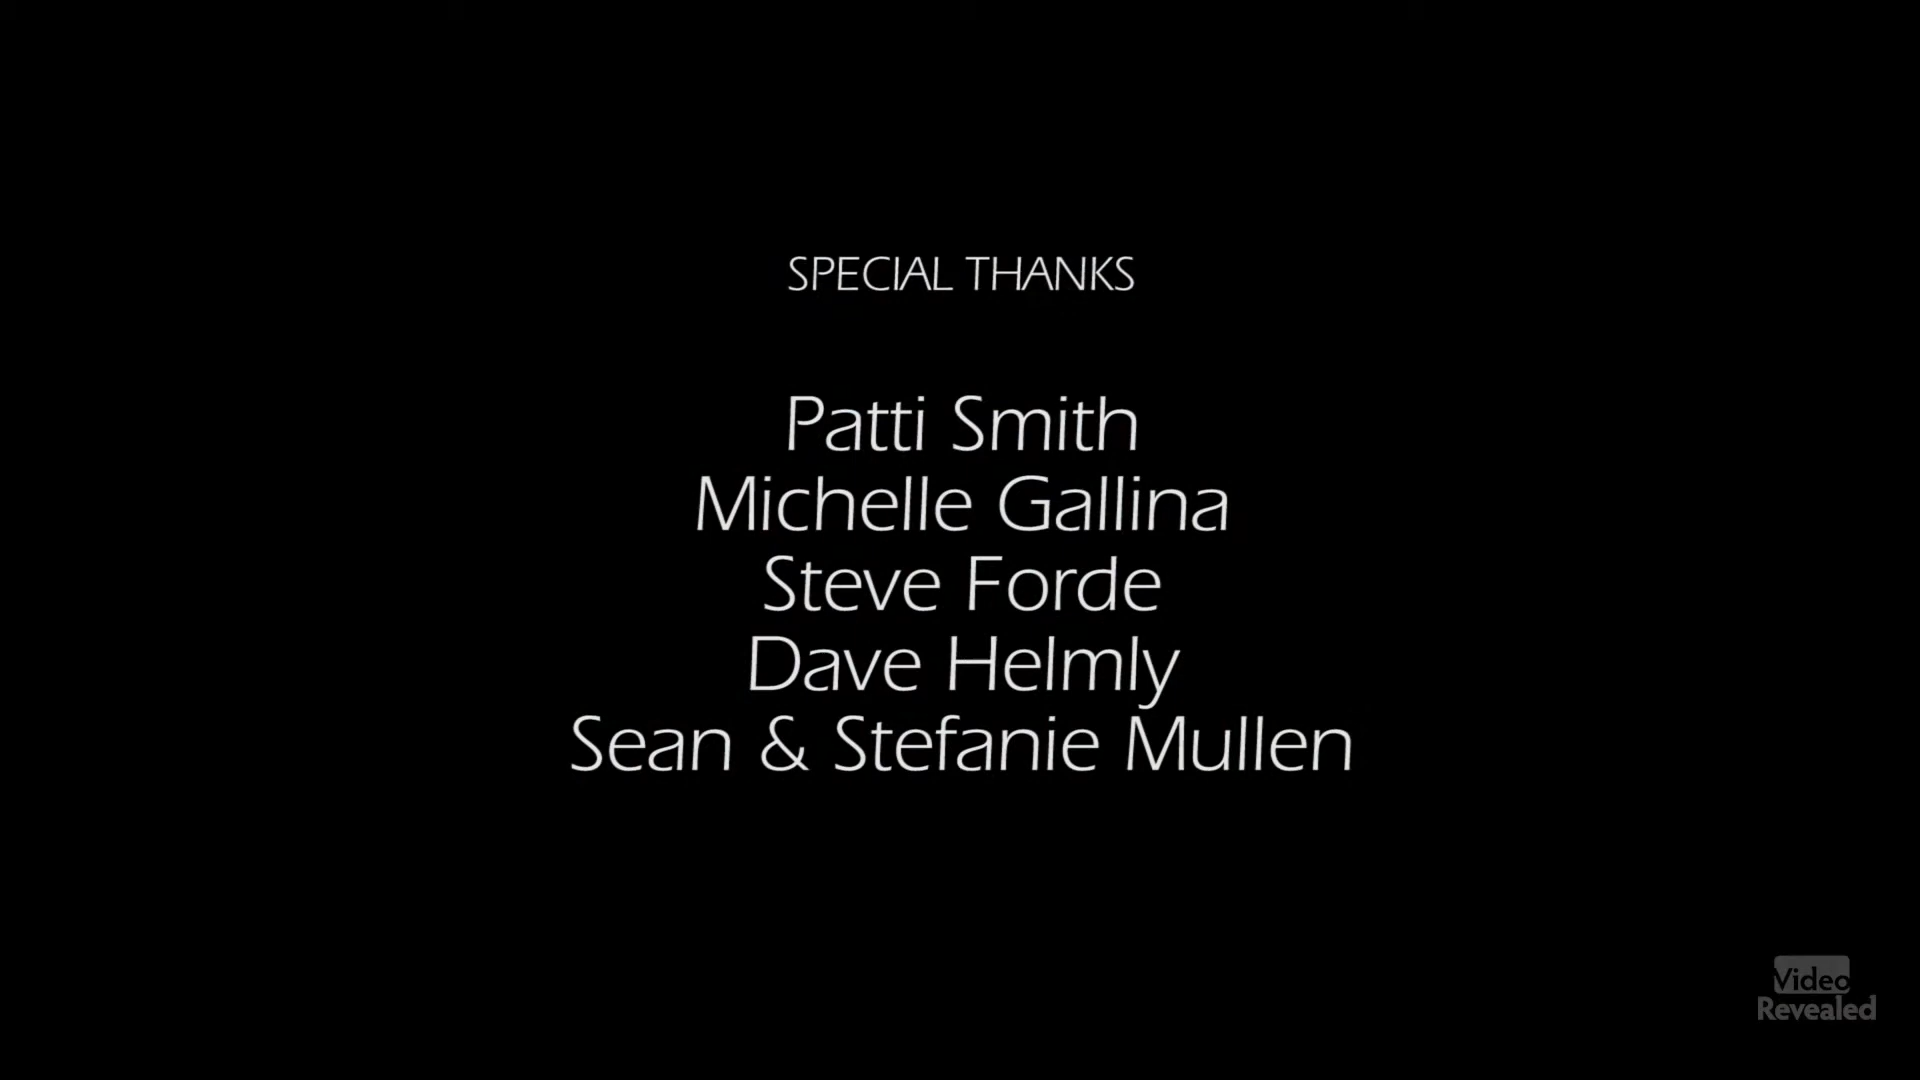 SPECIAL THANKS
Patti Smith
Michelle Gallina
Steve Forde
Dave Helmly
Sean & Stefanie Mullen
Video
Revealed